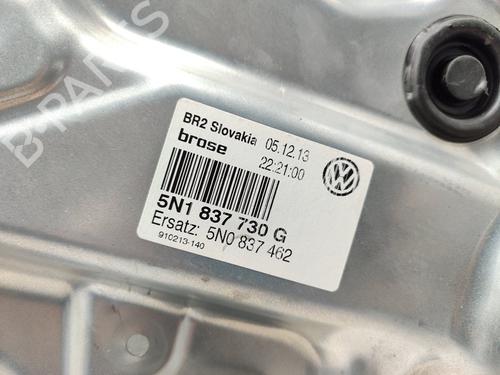 BR2 Slovakia 05.12.13
brose 22:21:00
5N1 837 730 G
Ersatz: 5N0 837 462
910213-140
B-PARTS